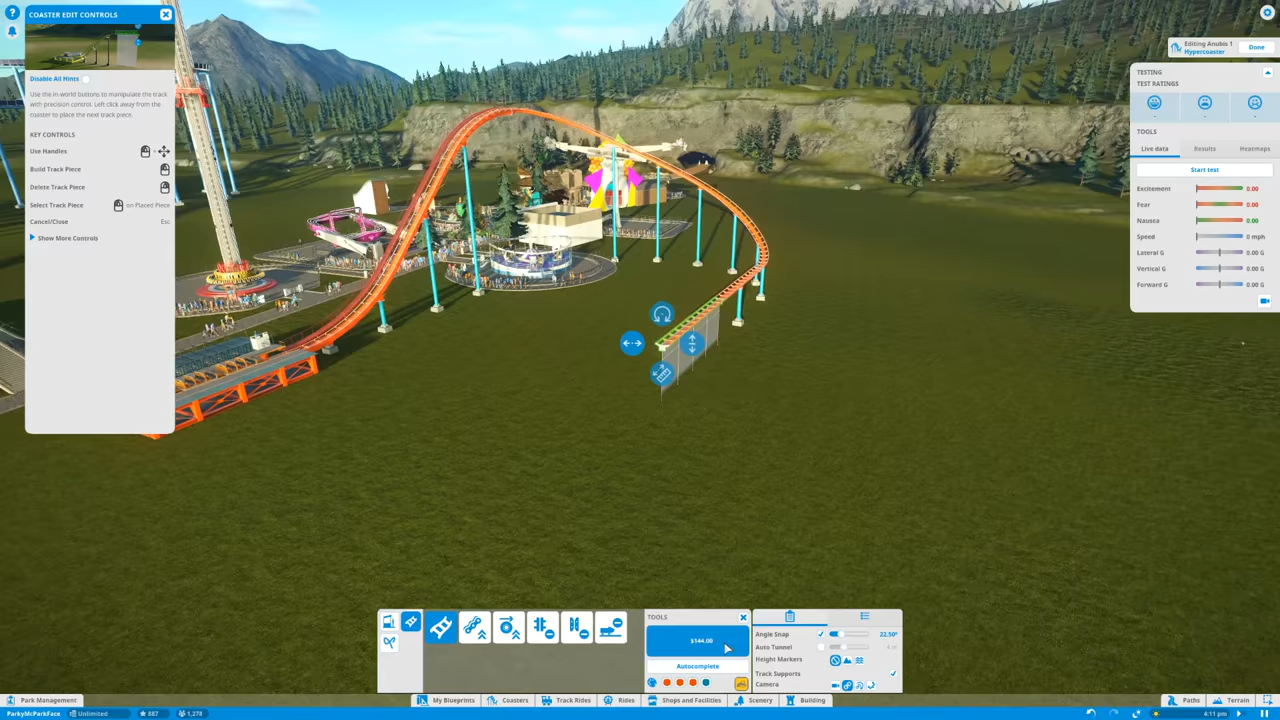 COASTER EDIT CONTROLS
Disable All Hints
Use the in-world buttons to manipulate the track
with precision control. Left click away from the
coaster to place the next track piece.
KEY CONTROLS
Use Handles
Build Track Piece
Delete Track Piece
Select Track Piece on Placed Piece
Cancel/Close Esc
Show More Controls
Editing Anubis 1
Hypercoaster
Done
TESTING
TEST RATINGS
- - -
TOOLS
Live data Results Heatmaps
Start test
Excitement 0.00
Fear 0.00
Nausea 0.00
Speed 0 mph
Lateral G 0.00 G
Vertical G 0.00 G
Forward G 0.00 G
TOOLS
$144.00
Autocomplete
Angle Snap 22.50°
Auto Tunnel 4 m
Height Markers
Track Supports
Camera
Park Management
My Blueprints Coasters Track Rides Rides Shops and Facilities Scenery Building
Paths Terrain
ParkyMcParkFace Unlimited 887 1,278
4:11 pm